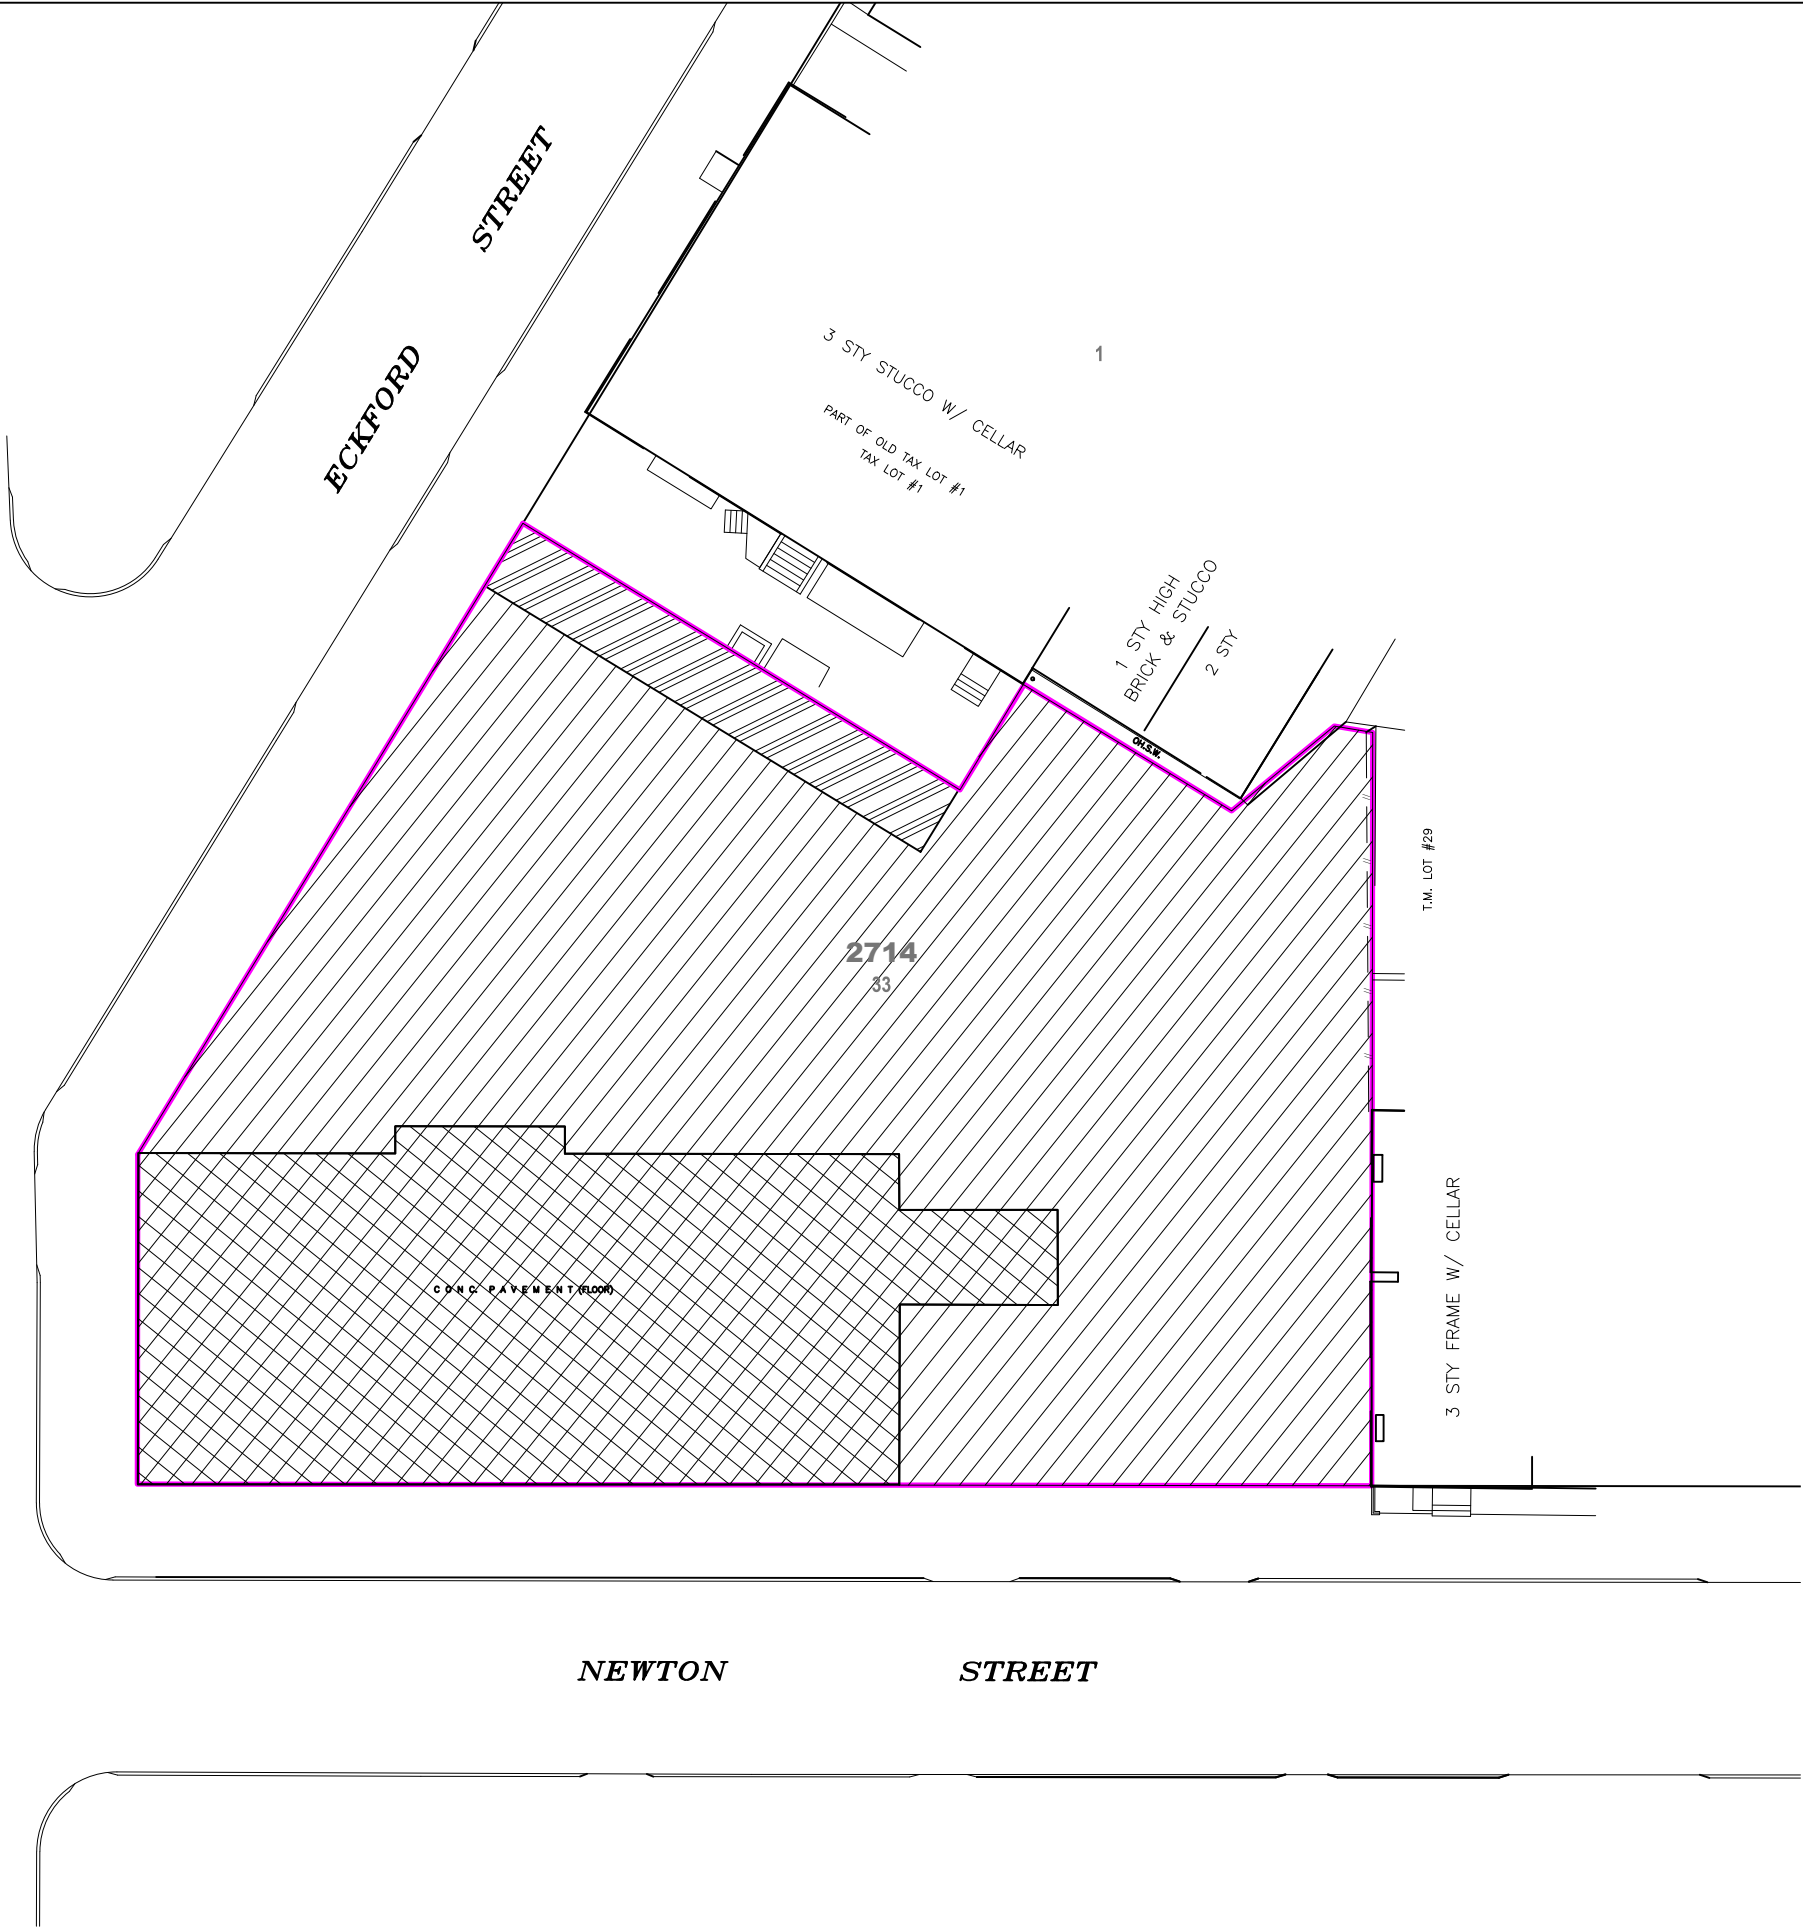 STREET
ECKFORD
3 STY STUCCO W/ CELLAR
1
PART OF OLD TAX LOT #1
TAX LOT #1
1 STY HIGH
BRICK & STUCCO
2 STY
OH.S.W.
T.M. LOT #29
2714
33
3 STY FRAME W/ CELLAR
CONC. PAVEMENT (FLOOR)
NEWTON STREET